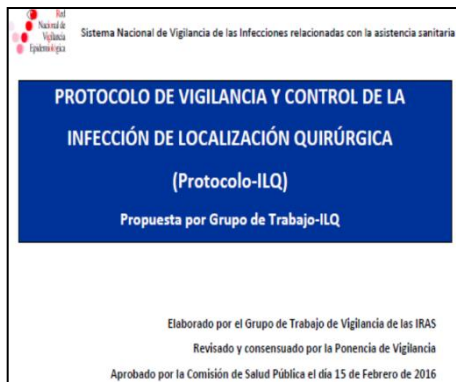 Red
Nacional de
Vigilancia
Epidemiológica
Sistema Nacional de Vigilancia de las Infecciones relacionadas con la asistencia sanitaria
PROTOCOLO DE VIGILANCIA Y CONTROL DE LA
INFECCIÓN DE LOCALIZACIÓN QUIRÚRGICA
(Protocolo-ILQ)
Propuesta por Grupo de Trabajo-ILQ
Elaborado por el Grupo de Trabajo de Vigilancia de las IRAS
Revisado y consensuado por la Ponencia de Vigilancia
Aprobado por la Comisión de Salud Pública el día 15 de Febrero de 2016